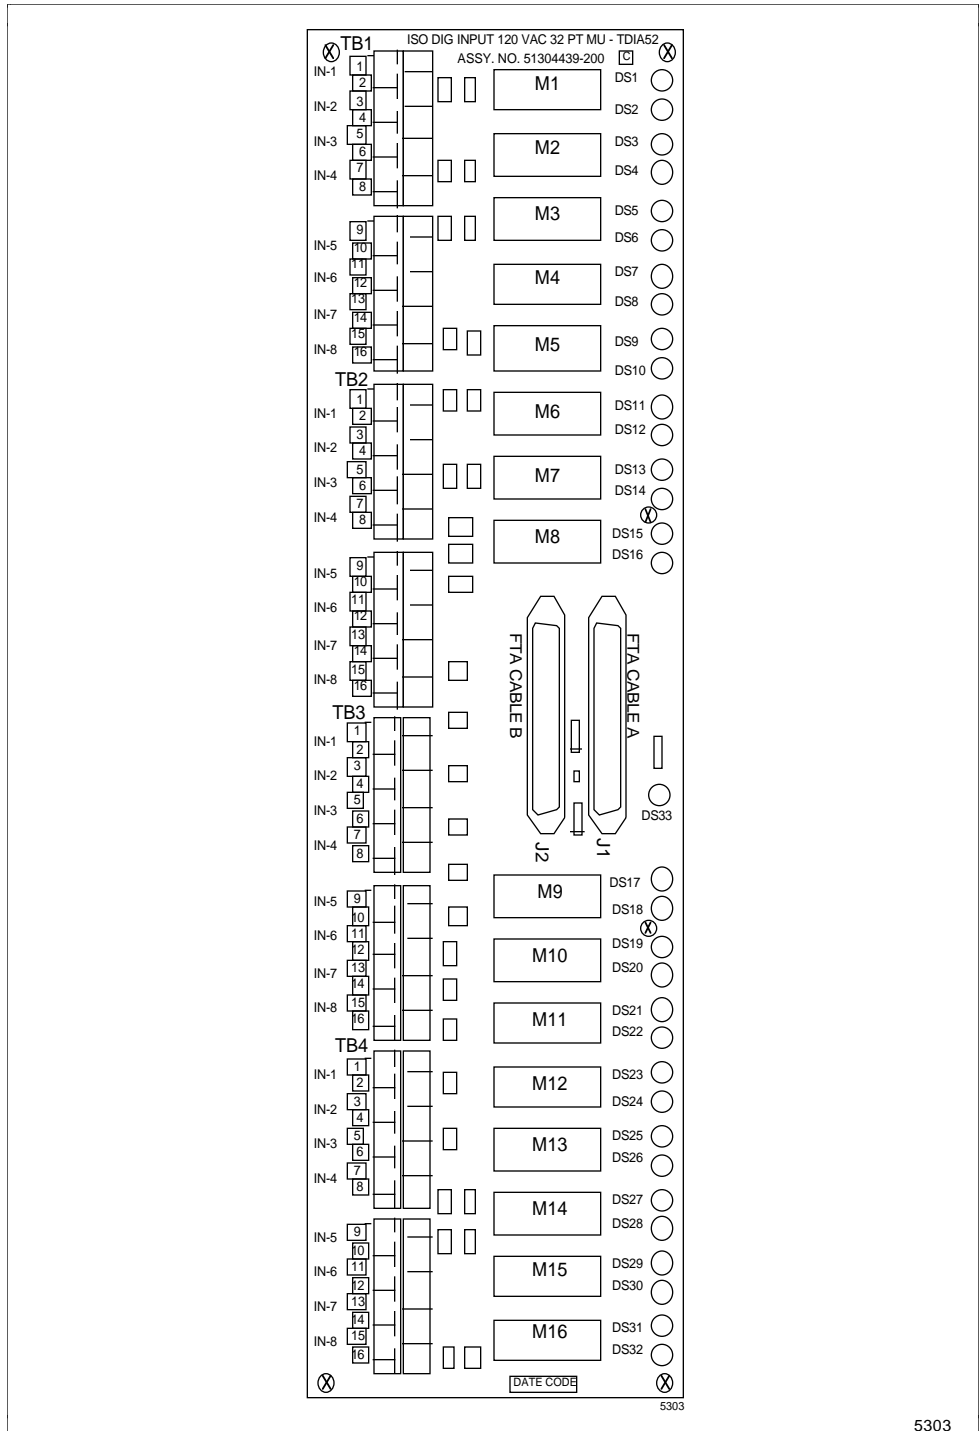 ISO DIG INPUT 120 VAC 32 PT MU - TDIA52
ASSY. NO. 51304439-200 C
TB1
IN-1 1 2
IN-2 3 4
IN-3 5 6
IN-4 7 8
IN-5 9 10
IN-6 11 12
IN-7 13 14
IN-8 15 16
TB2
IN-1 1 2
IN-2 3 4
IN-3 5 6
IN-4 7 8
IN-5 9 10
IN-6 11 12
IN-7 13 14
IN-8 15 16
TB3
IN-1 1 2
IN-2 3 4
IN-3 5 6
IN-4 7 8
IN-5 9 10
IN-6 11 12
IN-7 13 14
IN-8 15 16
TB4
IN-1 1 2
IN-2 3 4
IN-3 5 6
IN-4 7 8
IN-5 9 10
IN-6 11 12
IN-7 13 14
IN-8 15 16
M1
M2
M3
M4
M5
M6
M7
M8
FTA CABLE B
J2
FTA CABLE A
J1
M9
M10
M11
M12
M13
M14
M15
M16
DS1
DS2
DS3
DS4
DS5
DS6
DS7
DS8
DS9
DS10
DS11
DS12
DS13
DS14
DS15
DS16
DS33
DS17
DS18
DS19
DS20
DS21
DS22
DS23
DS24
DS25
DS26
DS27
DS28
DS29
DS30
DS31
DS32
DATE CODE
5303
5303